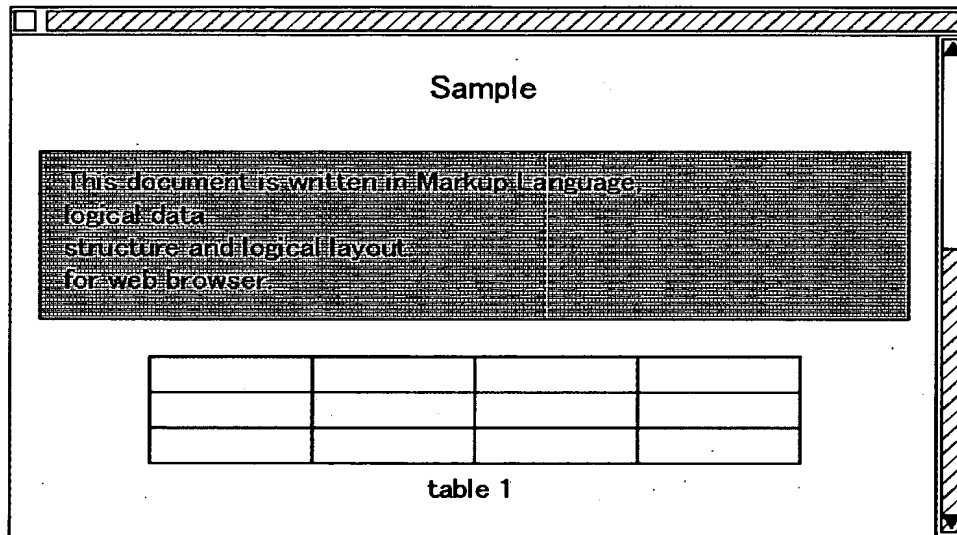 Sample
This document is written in Markup Language,
logical data
structure and logical layout
for web browser.
table 1